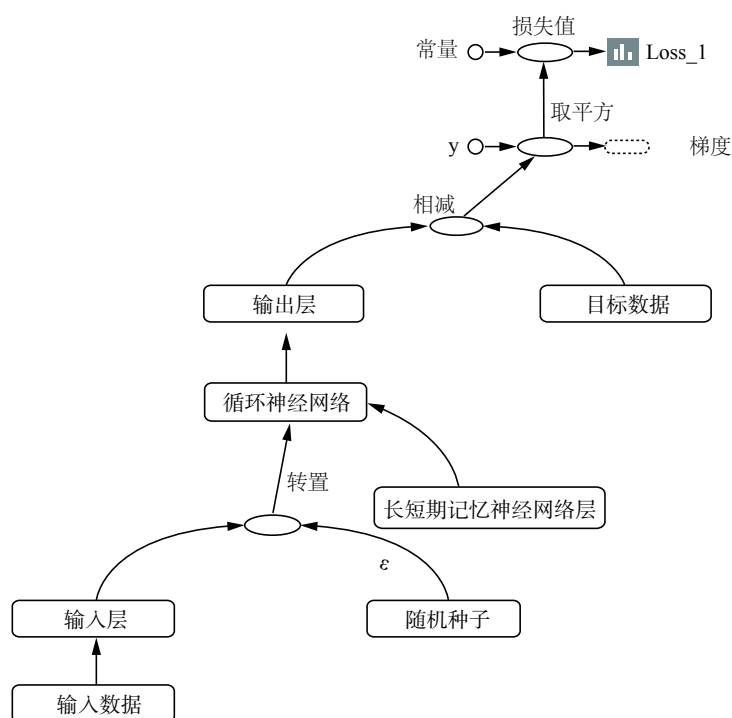 损失值
常量
Loss_1
取平方
y
梯度
相减
输出层
目标数据
循环神经网络
转置
长短期记忆神经网络层
ε
输入层
随机种子
输入数据